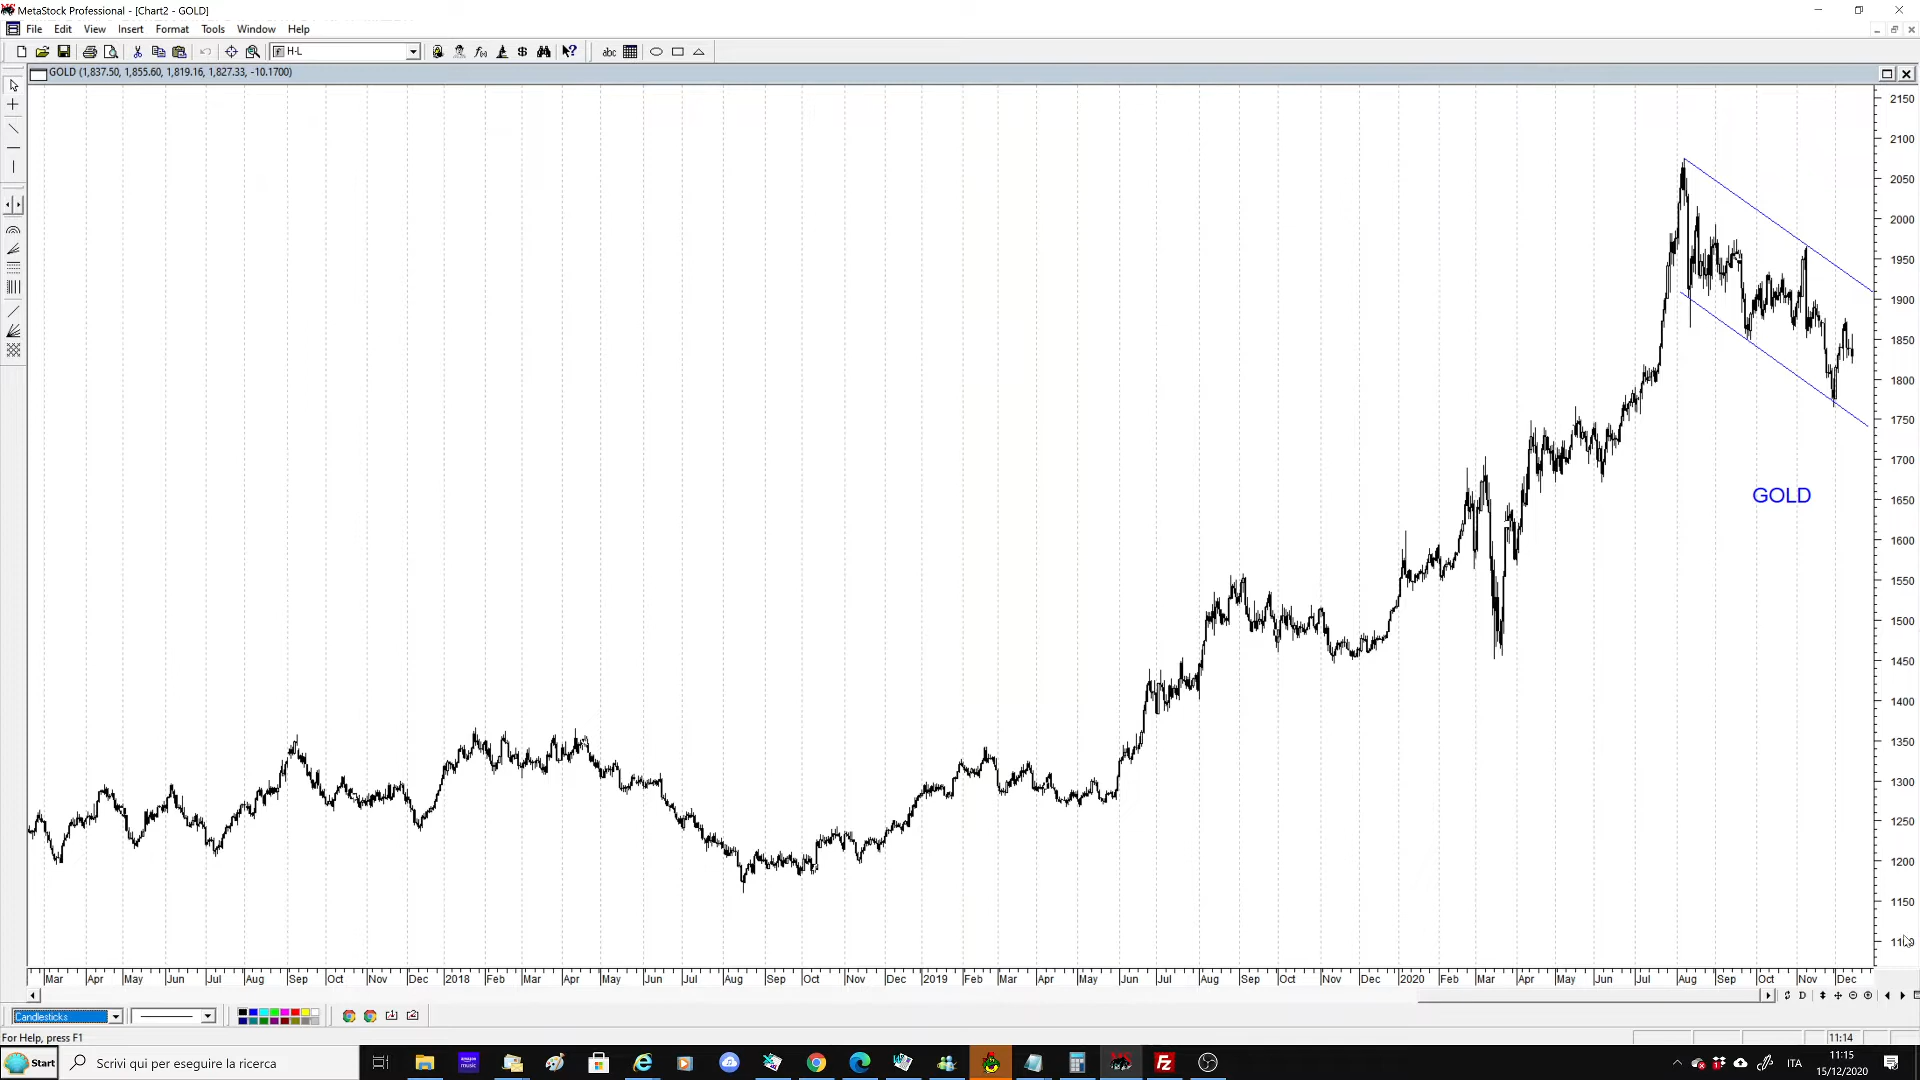 MetaStock Professional - [Chart2 - GOLD]
File Edit View Insert Format Tools Window Help
H-L
abc
GOLD (1,837.50, 1,855.60, 1,819.16, 1,827.33, -10.1700)
2150
2100
2050
2000
1950
1900
1850
1800
1750
1700
1650
1600
1550
1500
1450
1400
1350
1300
1250
1200
1150
GOLD
Mar Apr May Jun Jul Aug Sep Oct Nov Dec 2018 Feb Mar Apr May Jun Jul Aug Sep Oct Nov Dec 2019 Feb Mar Apr May Jun Jul Aug Sep Oct Nov Dec 2020 Feb Mar Apr May Jun Jul Aug Sep Oct Nov Dec
D
Candlesticks
For Help, press F1
11:14
Start
Scrivi qui per eseguire la ricerca
ITA
11:15
15/12/2020